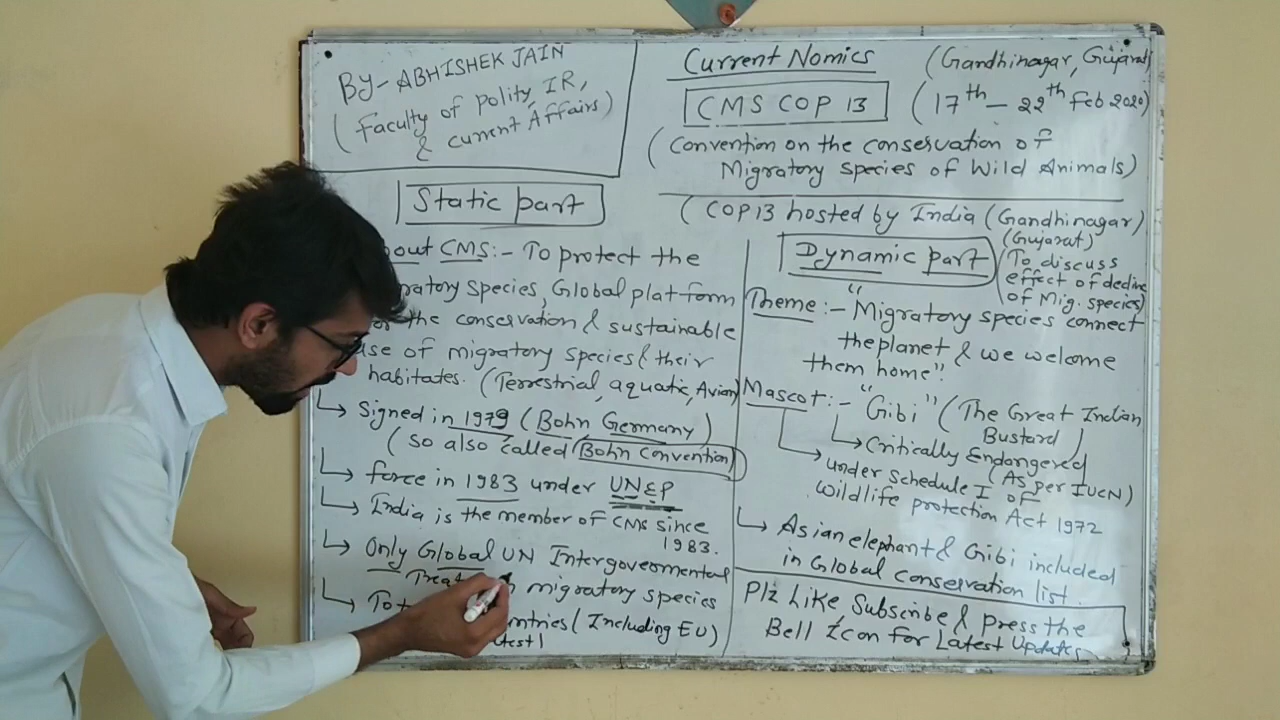 By- ABHISHEK JAIN
(Faculty of Polity, IR,
& current Affairs)
Current Nomics
(Gandhinagar, Gujarat)
CMS COP 13
(17th - 22th Feb 2020)
(Convention on the conservation of
Migratory Species of Wild Animals)
(COP13 hosted by India (Gandhinagar)
(Gujarat)
Static part
out CMS:- To protect the
ratory Species, Global platform
the conservation & sustainable
use of migratory species & their
habitates. (Terrestrial, aquatic, Avian)
↳ Signed in 1979 (Bohn Germany)
(so also called Bohn Convention)
↳ force in 1983 under UNEP
↳ India is the member of CMS since
1983.
↳ Only Global UN Intergovermental
migratory species
ntries (Including EU)
Dynamic part
(To discuss
effect of decline
of Mig. species)
Theme:- "Migratory species connect
the planet & we welcome
them home".
Mascot:- "Gibi" (The Great Indian
Bustard)
↳ Critically Endangered
(As per IUCN)
↳ under Schedule I of
Wildlife protection Act 1972
↳ Asian elephant & Gibi included
in Global conservation list.
Plz Like Subscribe & Press the
Bell Icon for Latest Updates